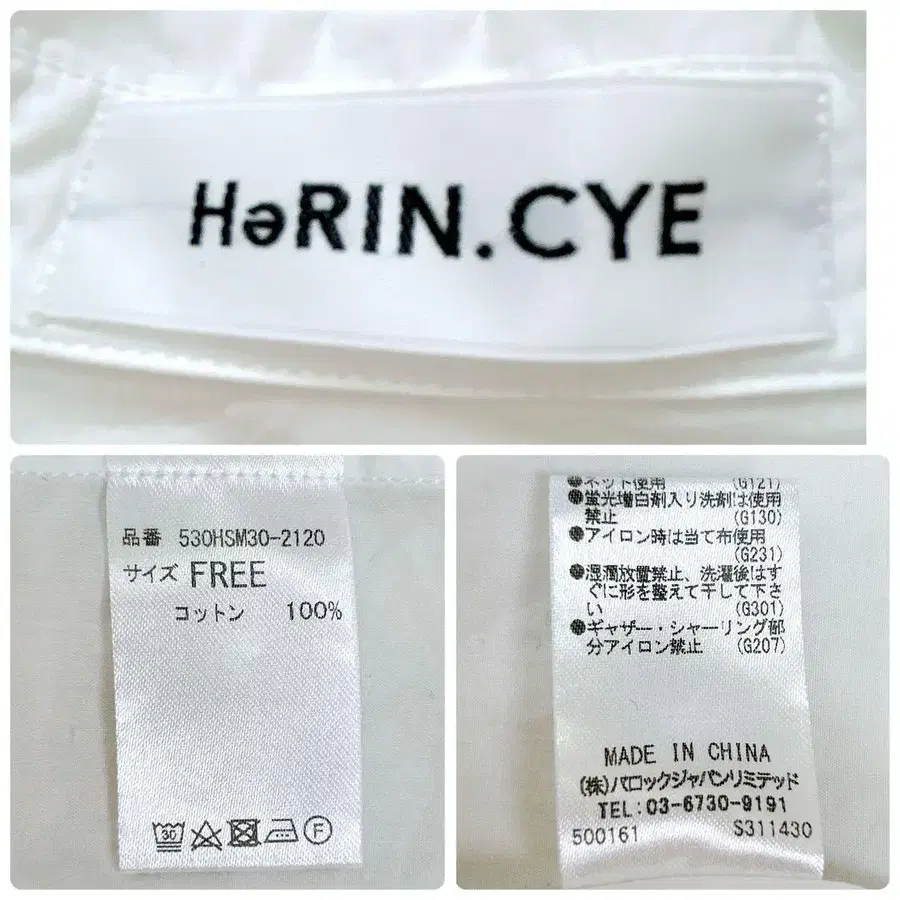 HəRIN.CYE
品番 530HSM30-2120
サイズ FREE
コットン 100%
30
F
●ネット使用 (G121)
●蛍光増白剤入り洗剤は使用
禁止 (G130)
●アイロン時は当て布使用
(G231)
●湿潤放置禁止、洗濯後はす
ぐに形を整えて干して下さ
い (G301)
●ギャザー・シャーリング部
分アイロン禁止 (G207)
MADE IN CHINA
(株)バロックジャパンリミテッド
TEL:03-6730-9191
500161 S311430